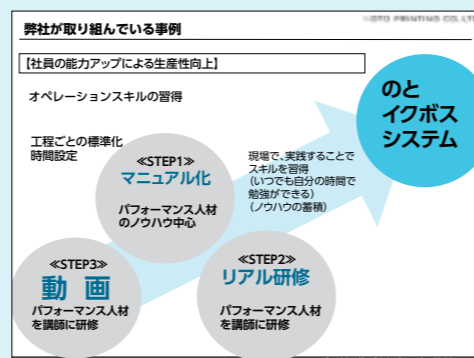 NOTO PRINTING CO.,LT
弊社が取り組んでいる事例
【社員の能力アップによる生産性向上】
オペレーションスキルの習得
工程ごとの標準化
時間設定
≪STEP1≫
マニュアル化
パフォーマンス人材
のノウハウ中心
現場で、実践することで
スキルを習得
(いつでも自分の時間で
勉強ができる)
(ノウハウの蓄積)
のと
イクボス
システム
≪STEP3≫
動 画
パフォーマンス人材
を講師に研修
≪STEP2≫
リアル研修
パフォーマンス人材
を講師に研修